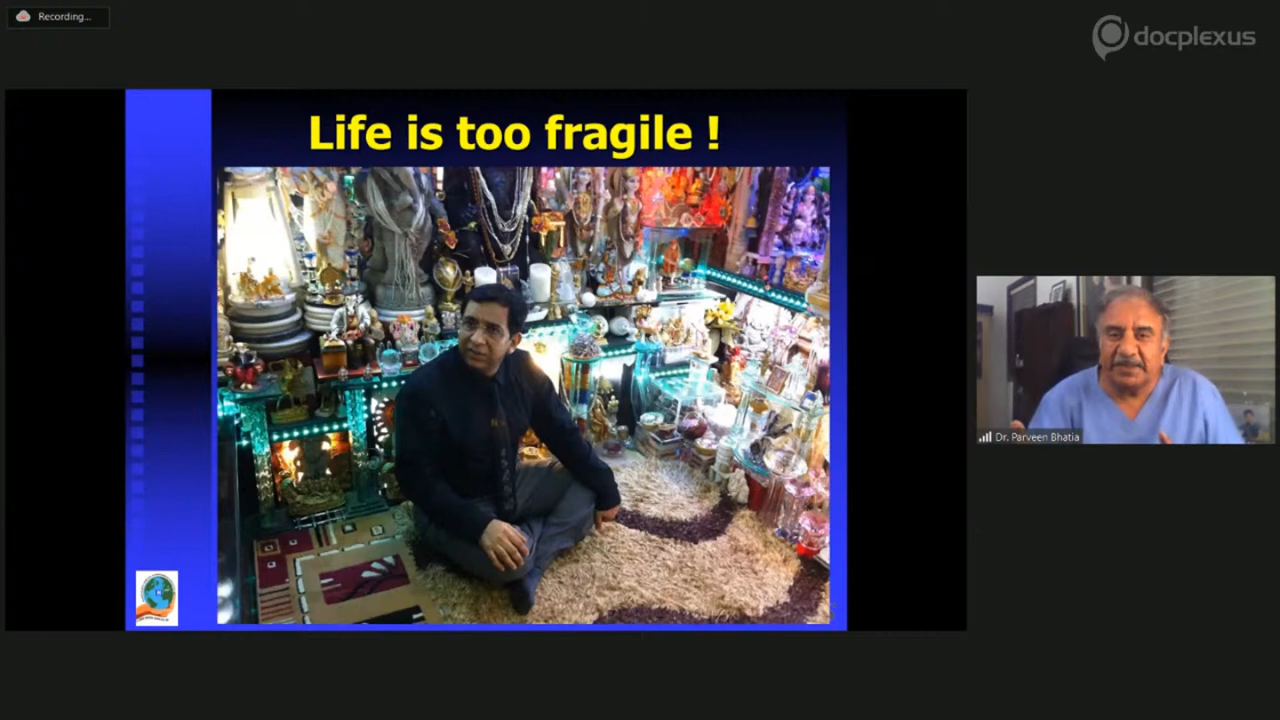 Recording...
docplexus
Life is too fragile !
Dr. Parveen Bhatia